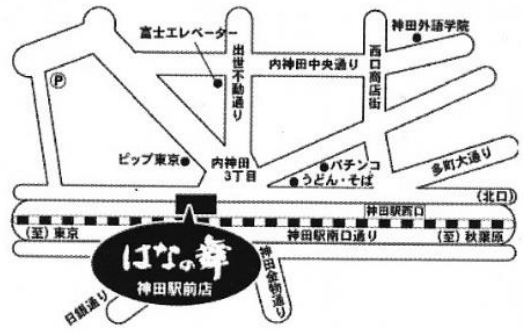 神田外語学院
富士エレベーター
出世不動通り
内神田中央通り
西口商店街
Ⓟ
ピップ東京
内神田
3丁目
パチンコ
うどん・そば
多町大通り
(北口)
神田駅西口
(至)東京
神田駅南口通り
(至)秋葉原
はなの舞
神田駅前店
日銀通り
神田金物通り